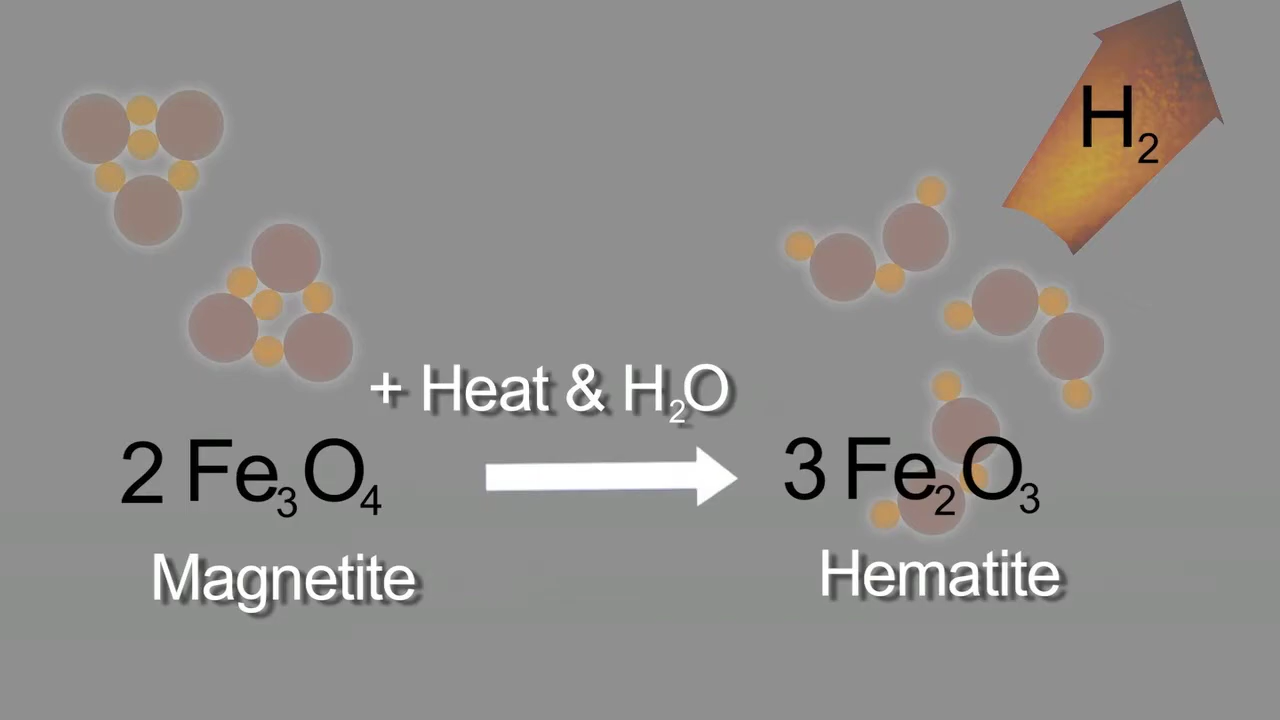 H₂
+ Heat & H₂O
2 Fe₃O₄
3 Fe₂O₃
Magnetite
Hematite